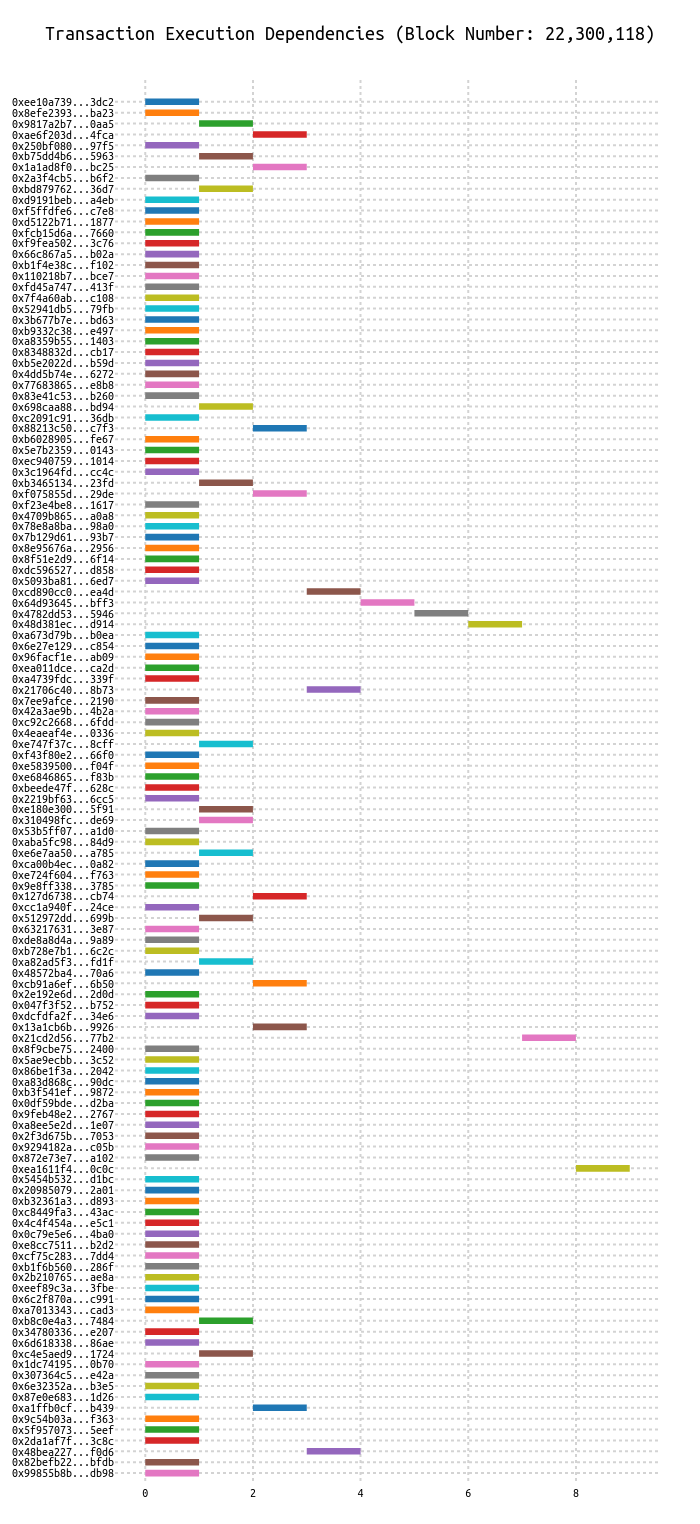 Transaction Execution Dependencies (Block Number: 22,300,118)
0xee10a739...3dc2
0x8efe2393...ba23
0x9817a2b7...0aa5
0xae6f203d...4fca
0x250bf080...97f5
0xb75dd4b6...5963
0x1a1ad8f0...bc25
0x2a3f4cb5...b6f2
0xbd879762...36d7
0xd9191beb...a4eb
0xf5ffdfe6...c7e8
0xd5122b71...1877
0xfcb15d6a...7660
0xf9fea502...3c76
0x66c867a5...b02a
0xb1f4e38c...f102
0x110218b7...bce7
0xfd45a747...413f
0x7f4a60ab...c108
0x52941db5...79fb
0x3b677b7e...bd63
0xb9332c38...e497
0xa8359b55...1403
0x8348832d...cb17
0xb5e2022d...b59d
0x4dd5b74e...6272
0x77683865...e8b8
0x83e41c53...b260
0x698caa88...bd94
0xc2091c91...36db
0x88213c50...c7f3
0xb6028905...fe67
0x5e7b2359...0143
0xec940759...1014
0x3c1964fd...cc4c
0xb3465134...23fd
0xf075855d...29de
0xf23e4be8...1617
0x4709b865...a0a8
0x78e8a8ba...98a0
0x7b129d61...93b7
0x8e95676a...2956
0x8f51e2d9...6f14
0xdc596527...d858
0x5093ba81...6ed7
0xcd890cc0...ea4d
0x64d93645...bff3
0x4782dd53...5946
0x48d381ec...d914
0xa673d79b...b0ea
0x6e27e129...c854
0x96facf1e...ab09
0xea011dce...ca2d
0xa4739fdc...339f
0x21706c40...8b73
0x7ee9afce...2190
0x42a3ae9b...4b2a
0xc92c2668...6fdd
0x4eaeaf4e...0336
0xe747f37c...8cff
0xf43f80e2...66f0
0xe5839500...f04f
0xe6846865...f83b
0xbeede47f...628c
0x2219bf63...6cc5
0xe180e300...5f91
0x310498fc...de69
0x53b5ff07...a1d0
0xaba5fc98...84d9
0xe6e7aa50...a785
0xca00b4ec...0a82
0xe724f604...f763
0x9e8ff338...3785
0x127d6738...cb74
0xcc1a940f...24ce
0x512972dd...699b
0x63217631...3e87
0xde8a8d4a...9a89
0xb728e7b1...6c2c
0xa82ad5f3...fd1f
0x48572ba4...70a6
0xcb91a6ef...6b50
0x2e192e6d...2d0d
0x047f3f52...b752
0xdcfdfa2f...34e6
0x13a1cb6b...9926
0x21cd2d56...77b2
0x8f9cbe75...2400
0x5ae9ecbb...3c52
0x86be1f3a...2042
0xa83d868c...90dc
0xb3f541ef...9872
0x0df59bde...d2ba
0x9feb48e2...2767
0xa8ee5e2d...1e07
0x2f3d675b...7053
0x9294182a...c05b
0x872e73e7...a102
0xea1611f4...0c0c
0x5454b532...d1bc
0x20985079...2a01
0xb32361a3...d893
0xc8449fa3...43ac
0x4c4f454a...e5c1
0x0c79e5e6...4ba0
0xe8cc7511...b2d2
0xcf75c283...7dd4
0xb1f6b560...286f
0x2b210765...ae8a
0xeef89c3a...3fbe
0x6c2f870a...c991
0xa7013343...cad3
0xb8c0e4a3...7484
0x34780336...e207
0x6d618338...86ae
0xc4e5aed9...1724
0x1dc74195...0b70
0x307364c5...e42a
0x6e32352a...b3e5
0x87e0e683...1d26
0xa1ffb0cf...b439
0x9c54b03a...f363
0x5f957073...5eef
0x2da1af7f...3c8c
0x48bea227...f0d6
0x82befb22...bfdb
0x99855b8b...db98
0 2 4 6 8